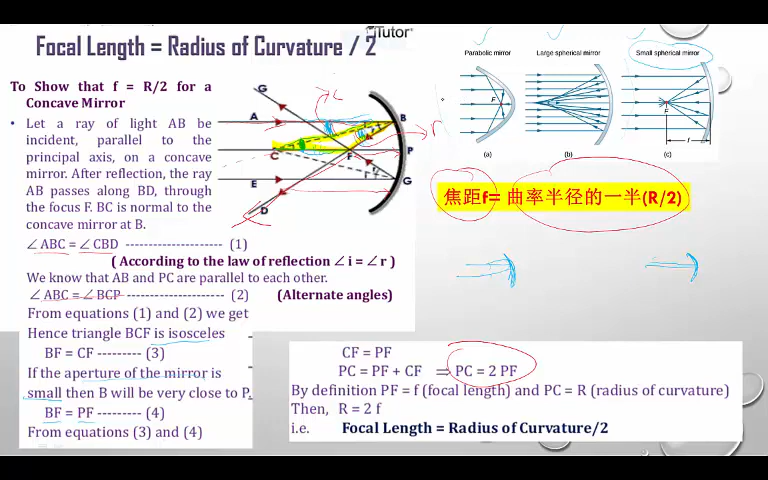 iTutor
Focal Length = Radius of Curvature / 2
To Show that f = R/2 for a
Concave Mirror
• Let a ray of light AB be
incident, parallel to the
principal axis, on a concave
mirror. After reflection, the ray
AB passes along BD, through
the focus F. BC is normal to the
concave mirror at B.
∠ ABC = ∠ CBD -------------------- (1)
( According to the law of reflection ∠ i = ∠ r )
We know that AB and PC are parallel to each other.
∠ ABC = ∠ BCP -------------------- (2) (Alternate angles)
From equations (1) and (2) we get
Hence triangle BCF is isosceles
BF = CF --------- (3)
If the aperture of the mirror is
small then B will be very close to P.
BF = PF --------- (4)
From equations (3) and (4)
G
A
B
C
F
P
E
G
D
i
r
Parabolic mirror
Large spherical mirror
Small spherical mirror
F
F
f
(a)
(b)
(c)
焦距f= 曲率半径的一半(R/2)
CF = PF
PC = PF + CF ⇒ PC = 2 PF
By definition PF = f (focal length) and PC = R (radius of curvature)
Then, R = 2 f
i.e. Focal Length = Radius of Curvature/2